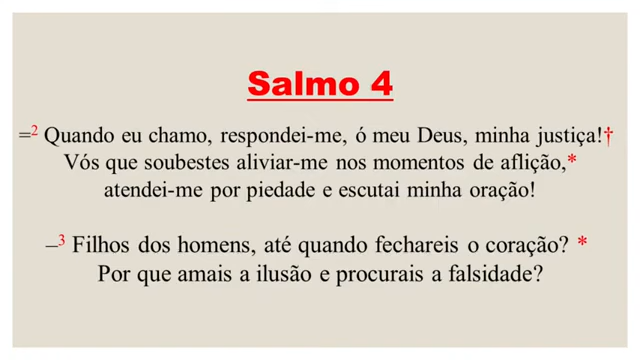 Salmo 4
=² Quando eu chamo, respondei-me, ó meu Deus, minha justiça!†
Vós que soubestes aliviar-me nos momentos de aflição,*
atendei-me por piedade e escutai minha oração!
–³ Filhos dos homens, até quando fechareis o coração? *
Por que amais a ilusão e procurais a falsidade?